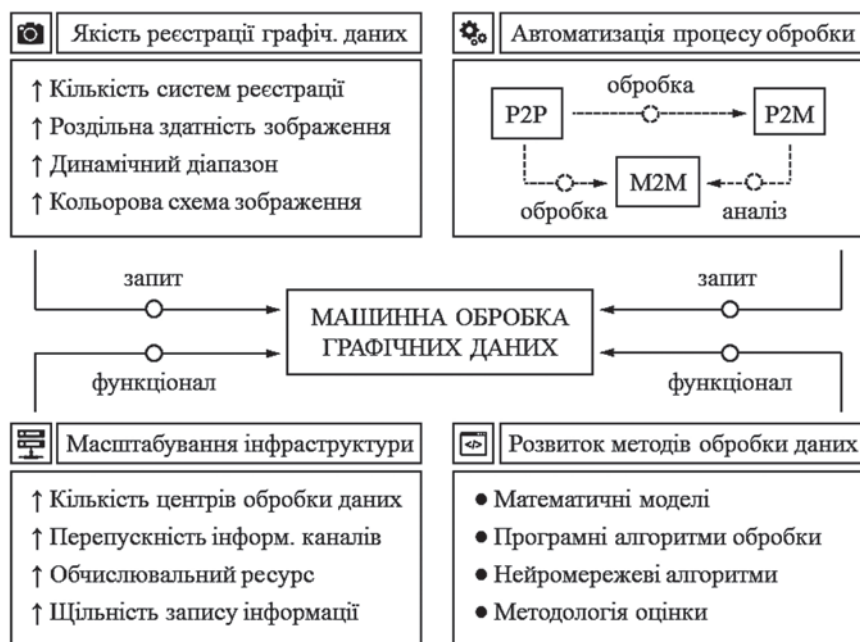 Якість реєстрації графіч. даних
↑ Кількість систем реєстрації
↑ Роздільна здатність зображення
↑ Динамічний діапазон
↑ Кольорова схема зображення
Автоматизація процесу обробки
обробка
P2P
P2M
M2M
обробка
аналіз
запит
запит
МАШИННА ОБРОБКА
ГРАФІЧНИХ ДАНИХ
функціонал
функціонал
Масштабування інфраструктури
↑ Кількість центрів обробки даних
↑ Перепускність інформ. каналів
↑ Обчислювальний ресурс
↑ Щільність запису інформації
</> Розвиток методів обробки даних
● Математичні моделі
● Програмні алгоритми обробки
● Нейромережеві алгоритми
● Методологія оцінки